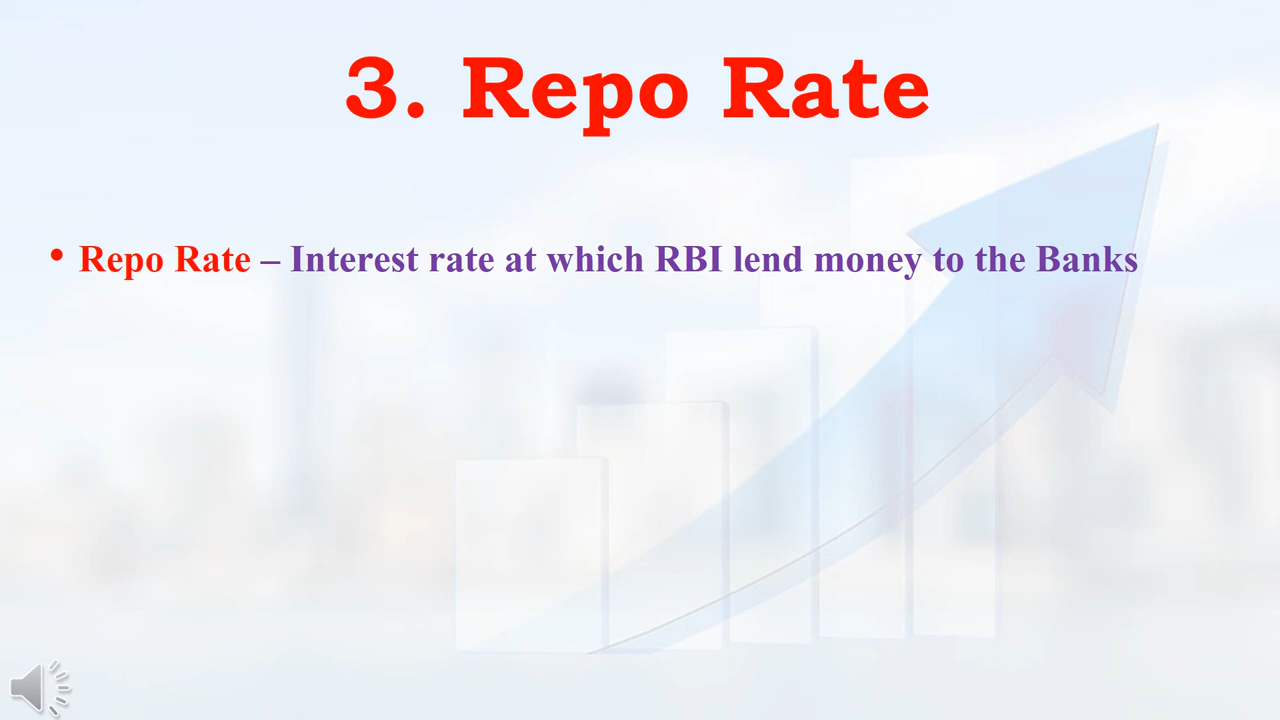 3. Repo Rate
• Repo Rate – Interest rate at which RBI lend money to the Banks